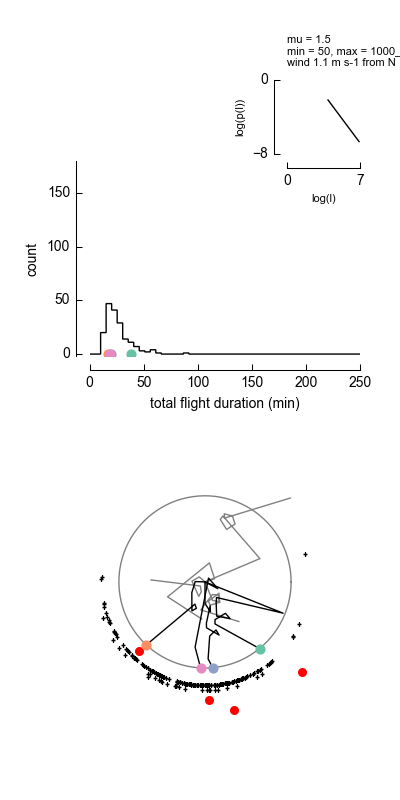 mu = 1.5
min = 50, max = 1000_
wind 1.1 m s-1 from N
0
log(p(l))
−8
0
7
log(l)
150
100
count
50
0
0
50
100
150
200
250
total flight duration (min)